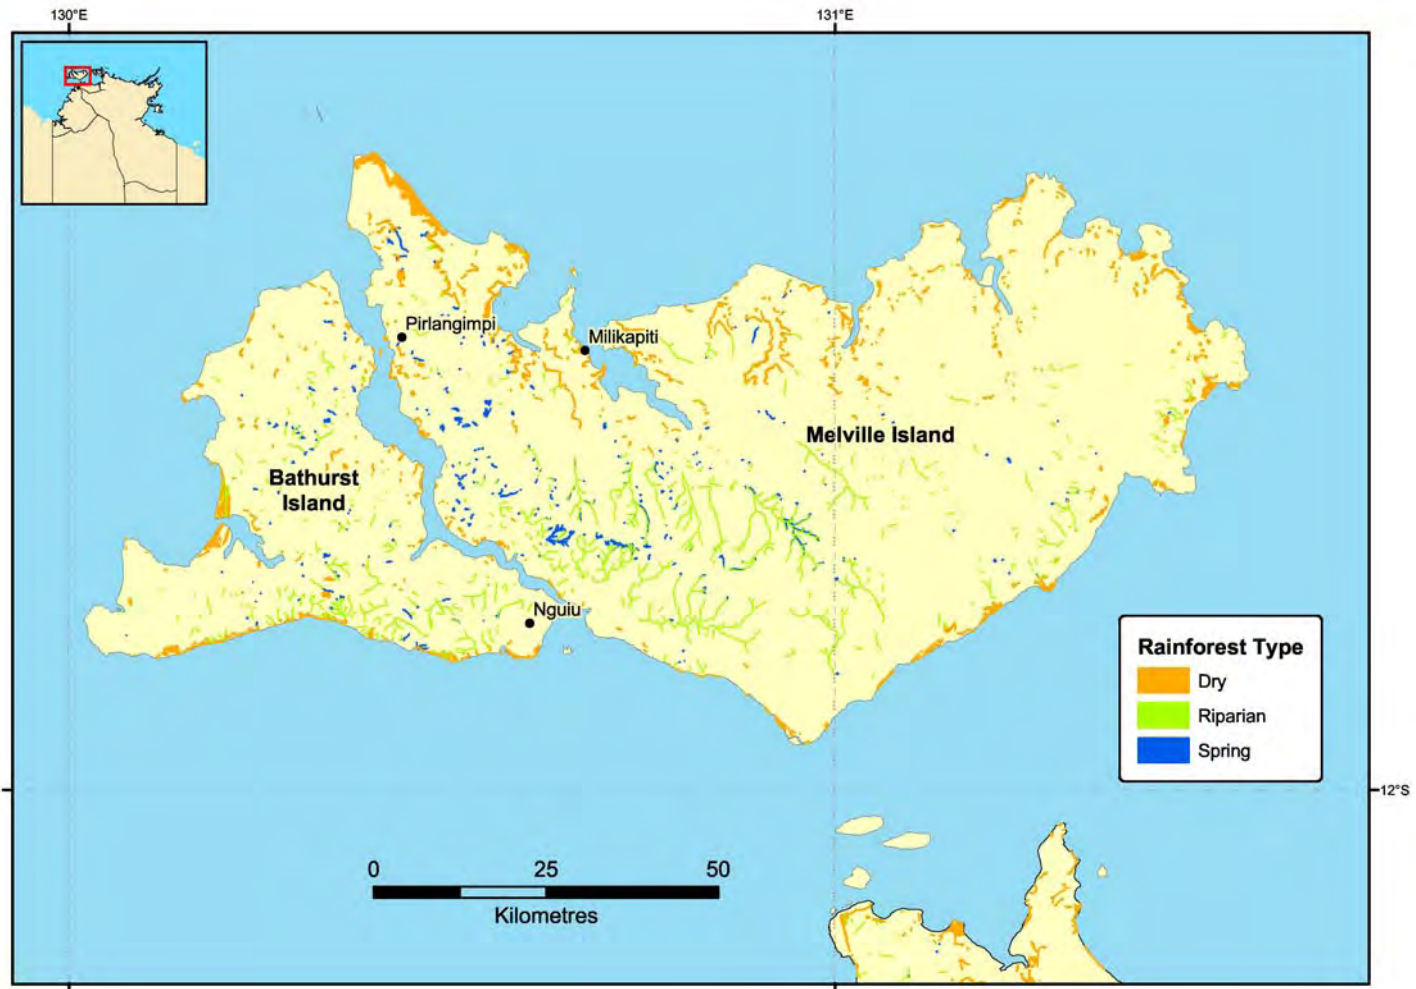 130°E
131°E
Pirlangimpi
Milikapiti
Melville Island
Bathurst
Island
Nguiu
Rainforest Type
Dry
Riparian
Spring
12°S
0 25 50
Kilometres